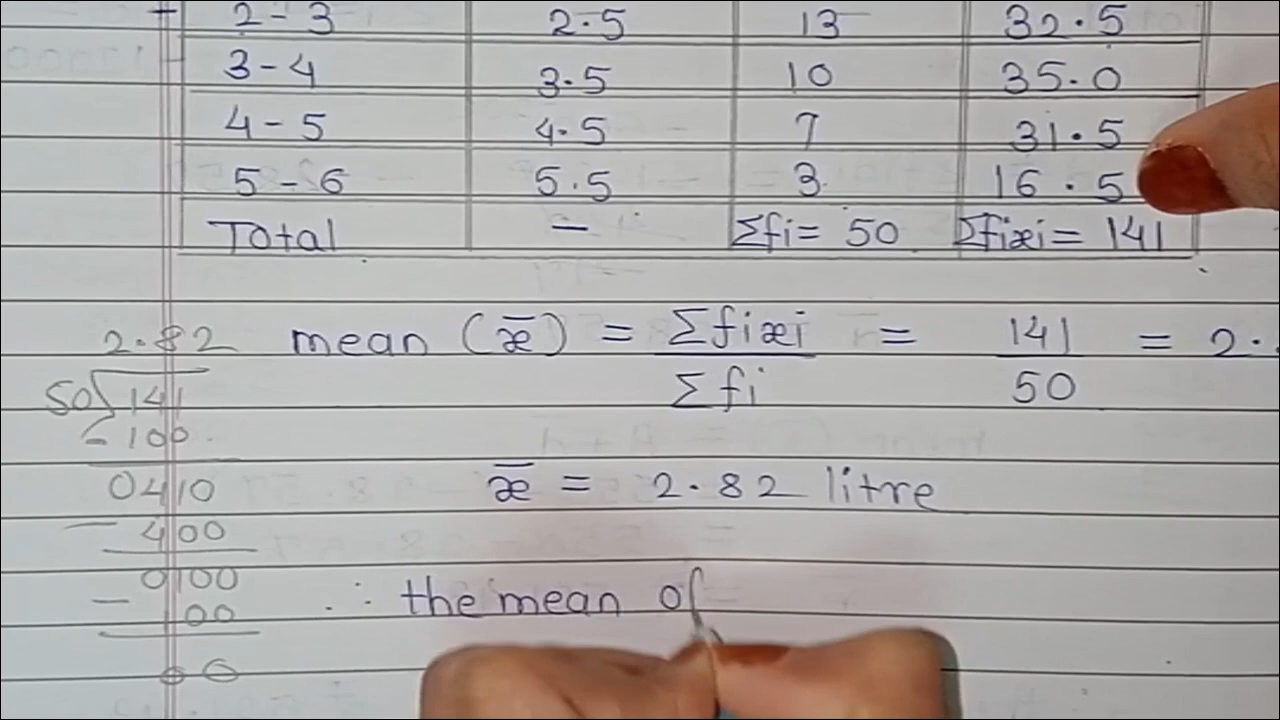 2-3 2.5 13 32.5
3-4 3.5 10 35.0
4-5 4.5 7 31.5
5-6 5.5 3 16.5
Total - Σfi= 50 Σfixi= 141
mean (x̄) = Σfixi / Σfi = 141 / 50 = 2.
x̄ = 2.82 litre
∴ the mean of
2.82
50)141
-100
0410
- 400
0100
- 100
00